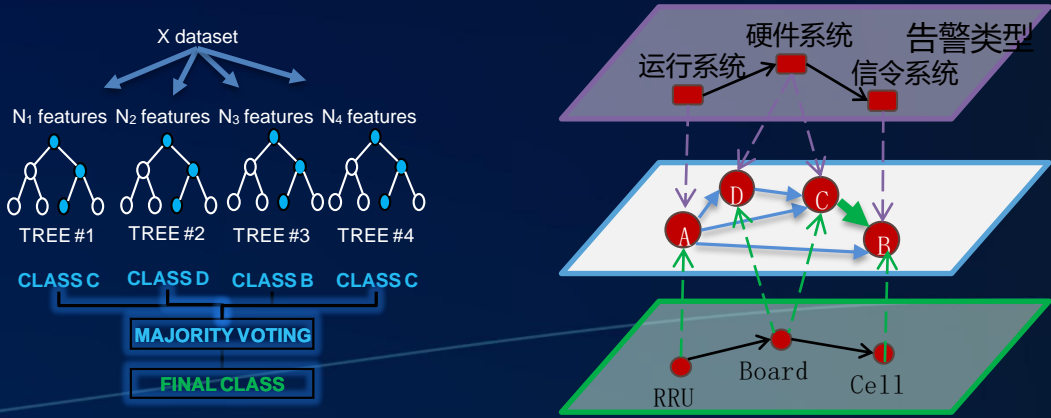 X dataset
N₁ features N₂ features N₃ features N₄ features
TREE #1 TREE #2 TREE #3 TREE #4
CLASS C CLASS D CLASS B CLASS C
MAJORITY VOTING
FINAL CLASS
硬件系统
告警类型
运行系统
信令系统
D
C
A
B
Board
Cell
RRU